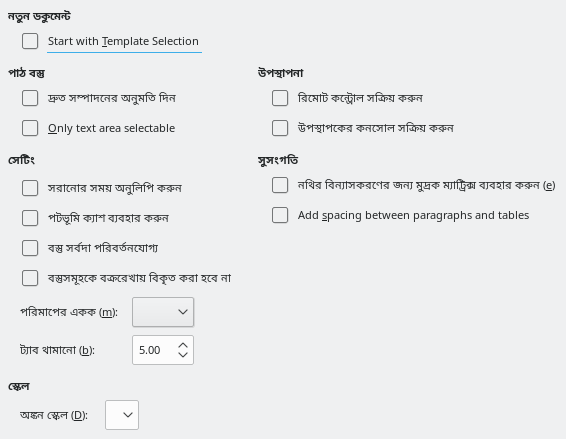 নতুন ডকুমেন্ট
Start with Template Selection
পাঠ বস্তু
দ্রুত সম্পাদনের অনুমতি দিন
Only text area selectable
সেটিং
সরানোর সময় অনুলিপি করুন
পটভূমি ক্যাশ ব্যবহার করুন
বস্তু সর্বদা পরিবর্তনযোগ্য
বস্তুসমূহকে বক্ররেখায় বিকৃত করা হবে না
পরিমাপের একক (m):
ট্যাব থামানো (b):
5.00
স্কেল
অঙ্কন স্কেল (D):
উপস্থাপনা
রিমোট কন্ট্রোল সক্রিয় করুন
উপস্থাপকের কনসোল সক্রিয় করুন
সুসংগতি
নথির বিন্যাসকরণের জন্য মুদ্রক ম্যাট্রিক্স ব্যবহার করুন (e)
Add spacing between paragraphs and tables